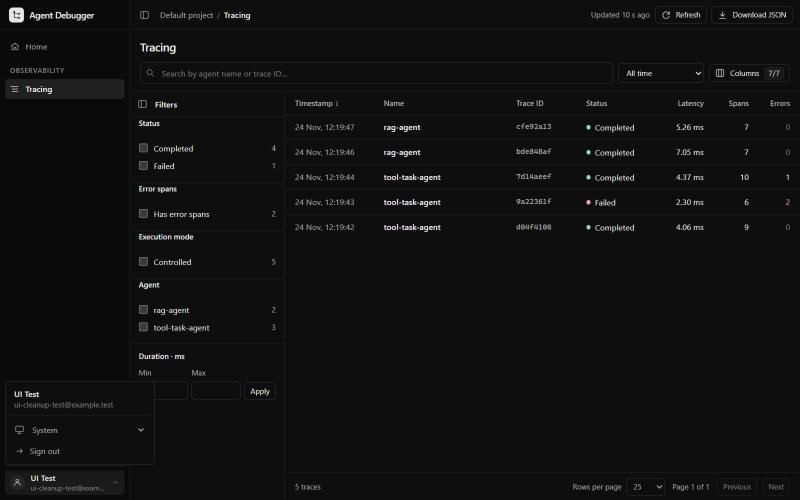 Agent Debugger
Default project / Tracing
Updated 10 s ago
Refresh
Download JSON
Home
OBSERVABILITY
Tracing
Tracing
Search by agent name or trace ID...
All time
Columns 7/7
Filters
Status
Completed 4
Failed 1
Error spans
Has error spans 2
Execution mode
Controlled 5
Agent
rag-agent 2
tool-task-agent 3
Duration · ms
Min Max
Apply
Timestamp ↓ Name Trace ID Status Latency Spans Errors
24 Nov, 12:19:47 rag-agent cfe92a13 Completed 5.26 ms 7 0
24 Nov, 12:19:46 rag-agent bde848af Completed 7.05 ms 7 0
24 Nov, 12:19:44 tool-task-agent 7d14aeef Completed 4.37 ms 10 1
24 Nov, 12:19:43 tool-task-agent 9a22361f Failed 2.30 ms 6 2
24 Nov, 12:19:42 tool-task-agent d04f4108 Completed 4.06 ms 9 0
UI Test
ui-cleanup-test@example.test
System
Sign out
UI Test
ui-cleanup-test@exam...
5 traces
Rows per page 25
Page 1 of 1
Previous
Next